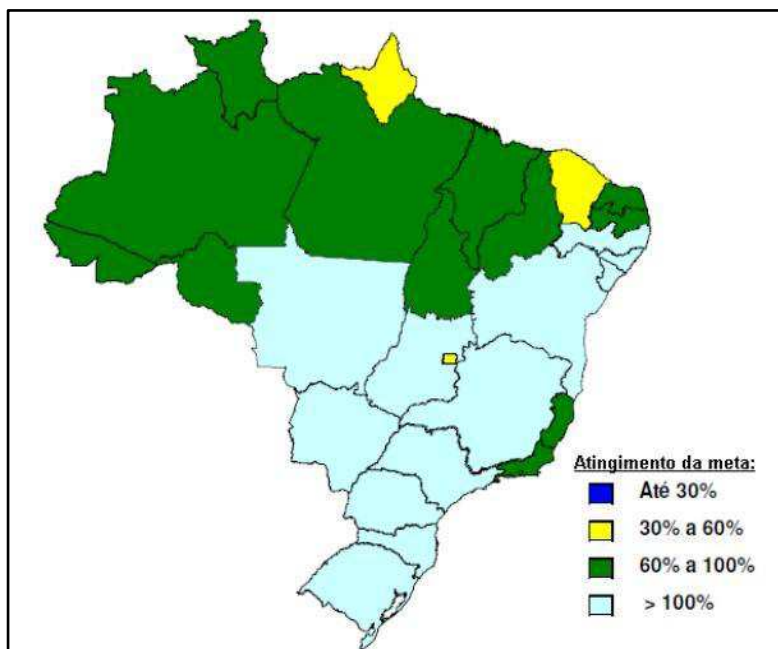 Atingimento da meta:
Até 30%
30% a 60%
60% a 100%
> 100%